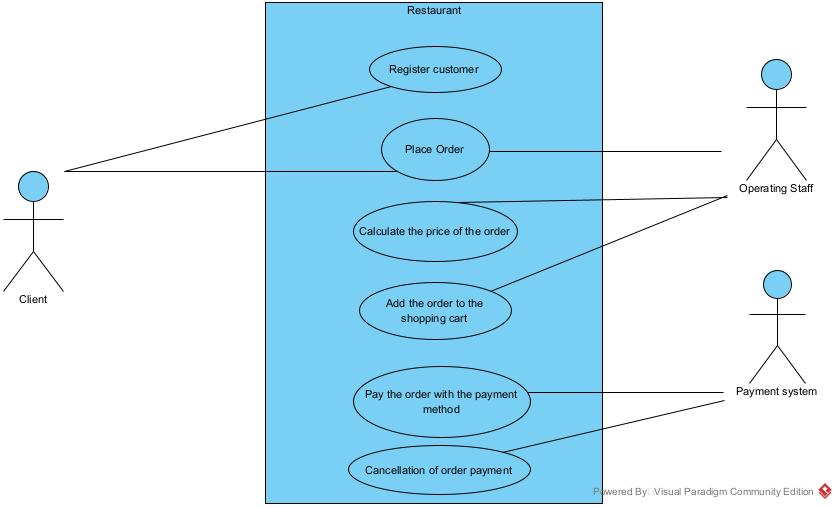 Restaurant
Register customer
Place Order
Operating Staff
Calculate the price of the order
Client
Add the order to the
shopping cart
Pay the order with the payment
method
Payment system
Cancellation of order payment
Powered By□Visual Paradigm Community Edition